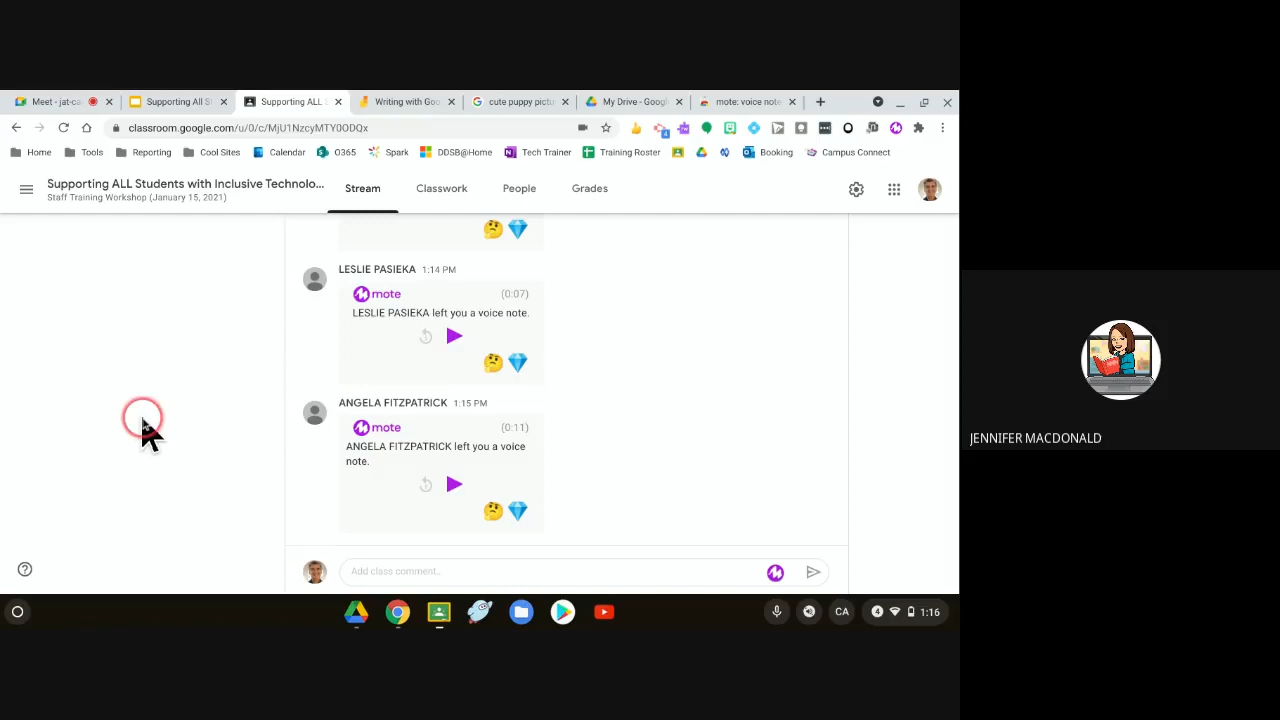 Meet - jat-ca
Supporting All S
Supporting ALL S
Writing with Goo
cute puppy pictu
My Drive - Googl
mote: voice note
classroom.google.com/u/0/c/MjU1NzcyMTY0ODQx
Home
Tools
Reporting
Cool Sites
Calendar
O365
Spark
DDSB@Home
Tech Trainer
Training Roster
Booking
Campus Connect
Supporting ALL Students with Inclusive Technolo...
Staff Training Workshop (January 15, 2021)
Stream
Classwork
People
Grades
LESLIE PASIEKA 1:14 PM
mote (0:07)
LESLIE PASIEKA left you a voice note.
ANGELA FITZPATRICK 1:15 PM
mote (0:11)
ANGELA FITZPATRICK left you a voice
note.
Add class comment...
JENNIFER MACDONALD
CA
4
1:16